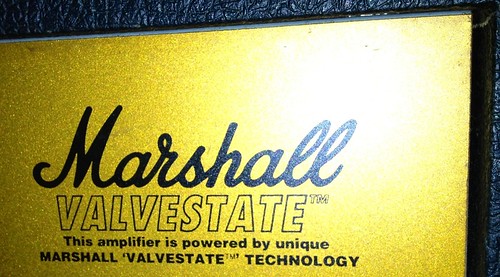 Marshall
VALVESTATE™
This amplifier is powered by unique
MARSHALL 'VALVESTATE™' TECHNOLOGY